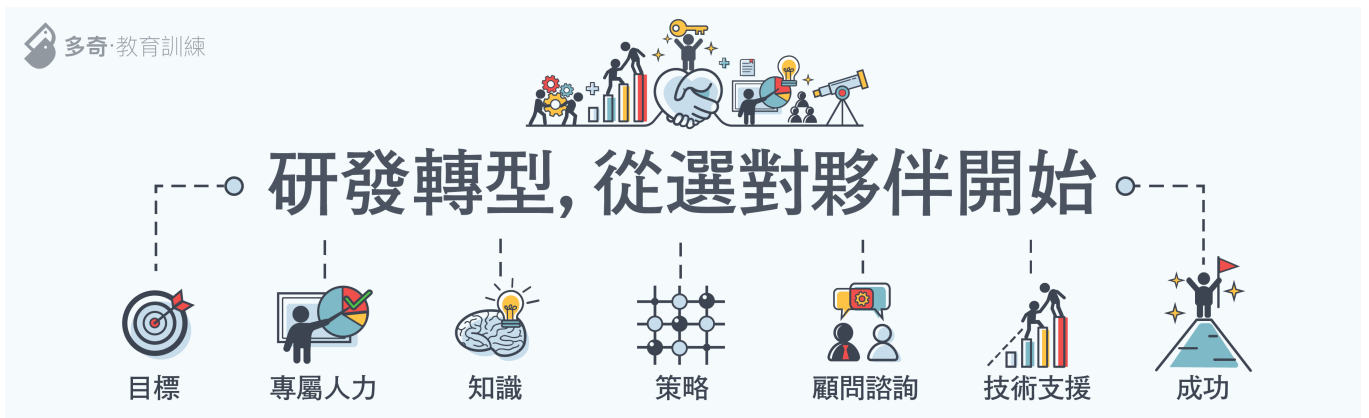 多奇·教育訓練
研發轉型,從選對夥伴開始
目標
專屬人力
知識
策略
顧問諮詢
技術支援
成功